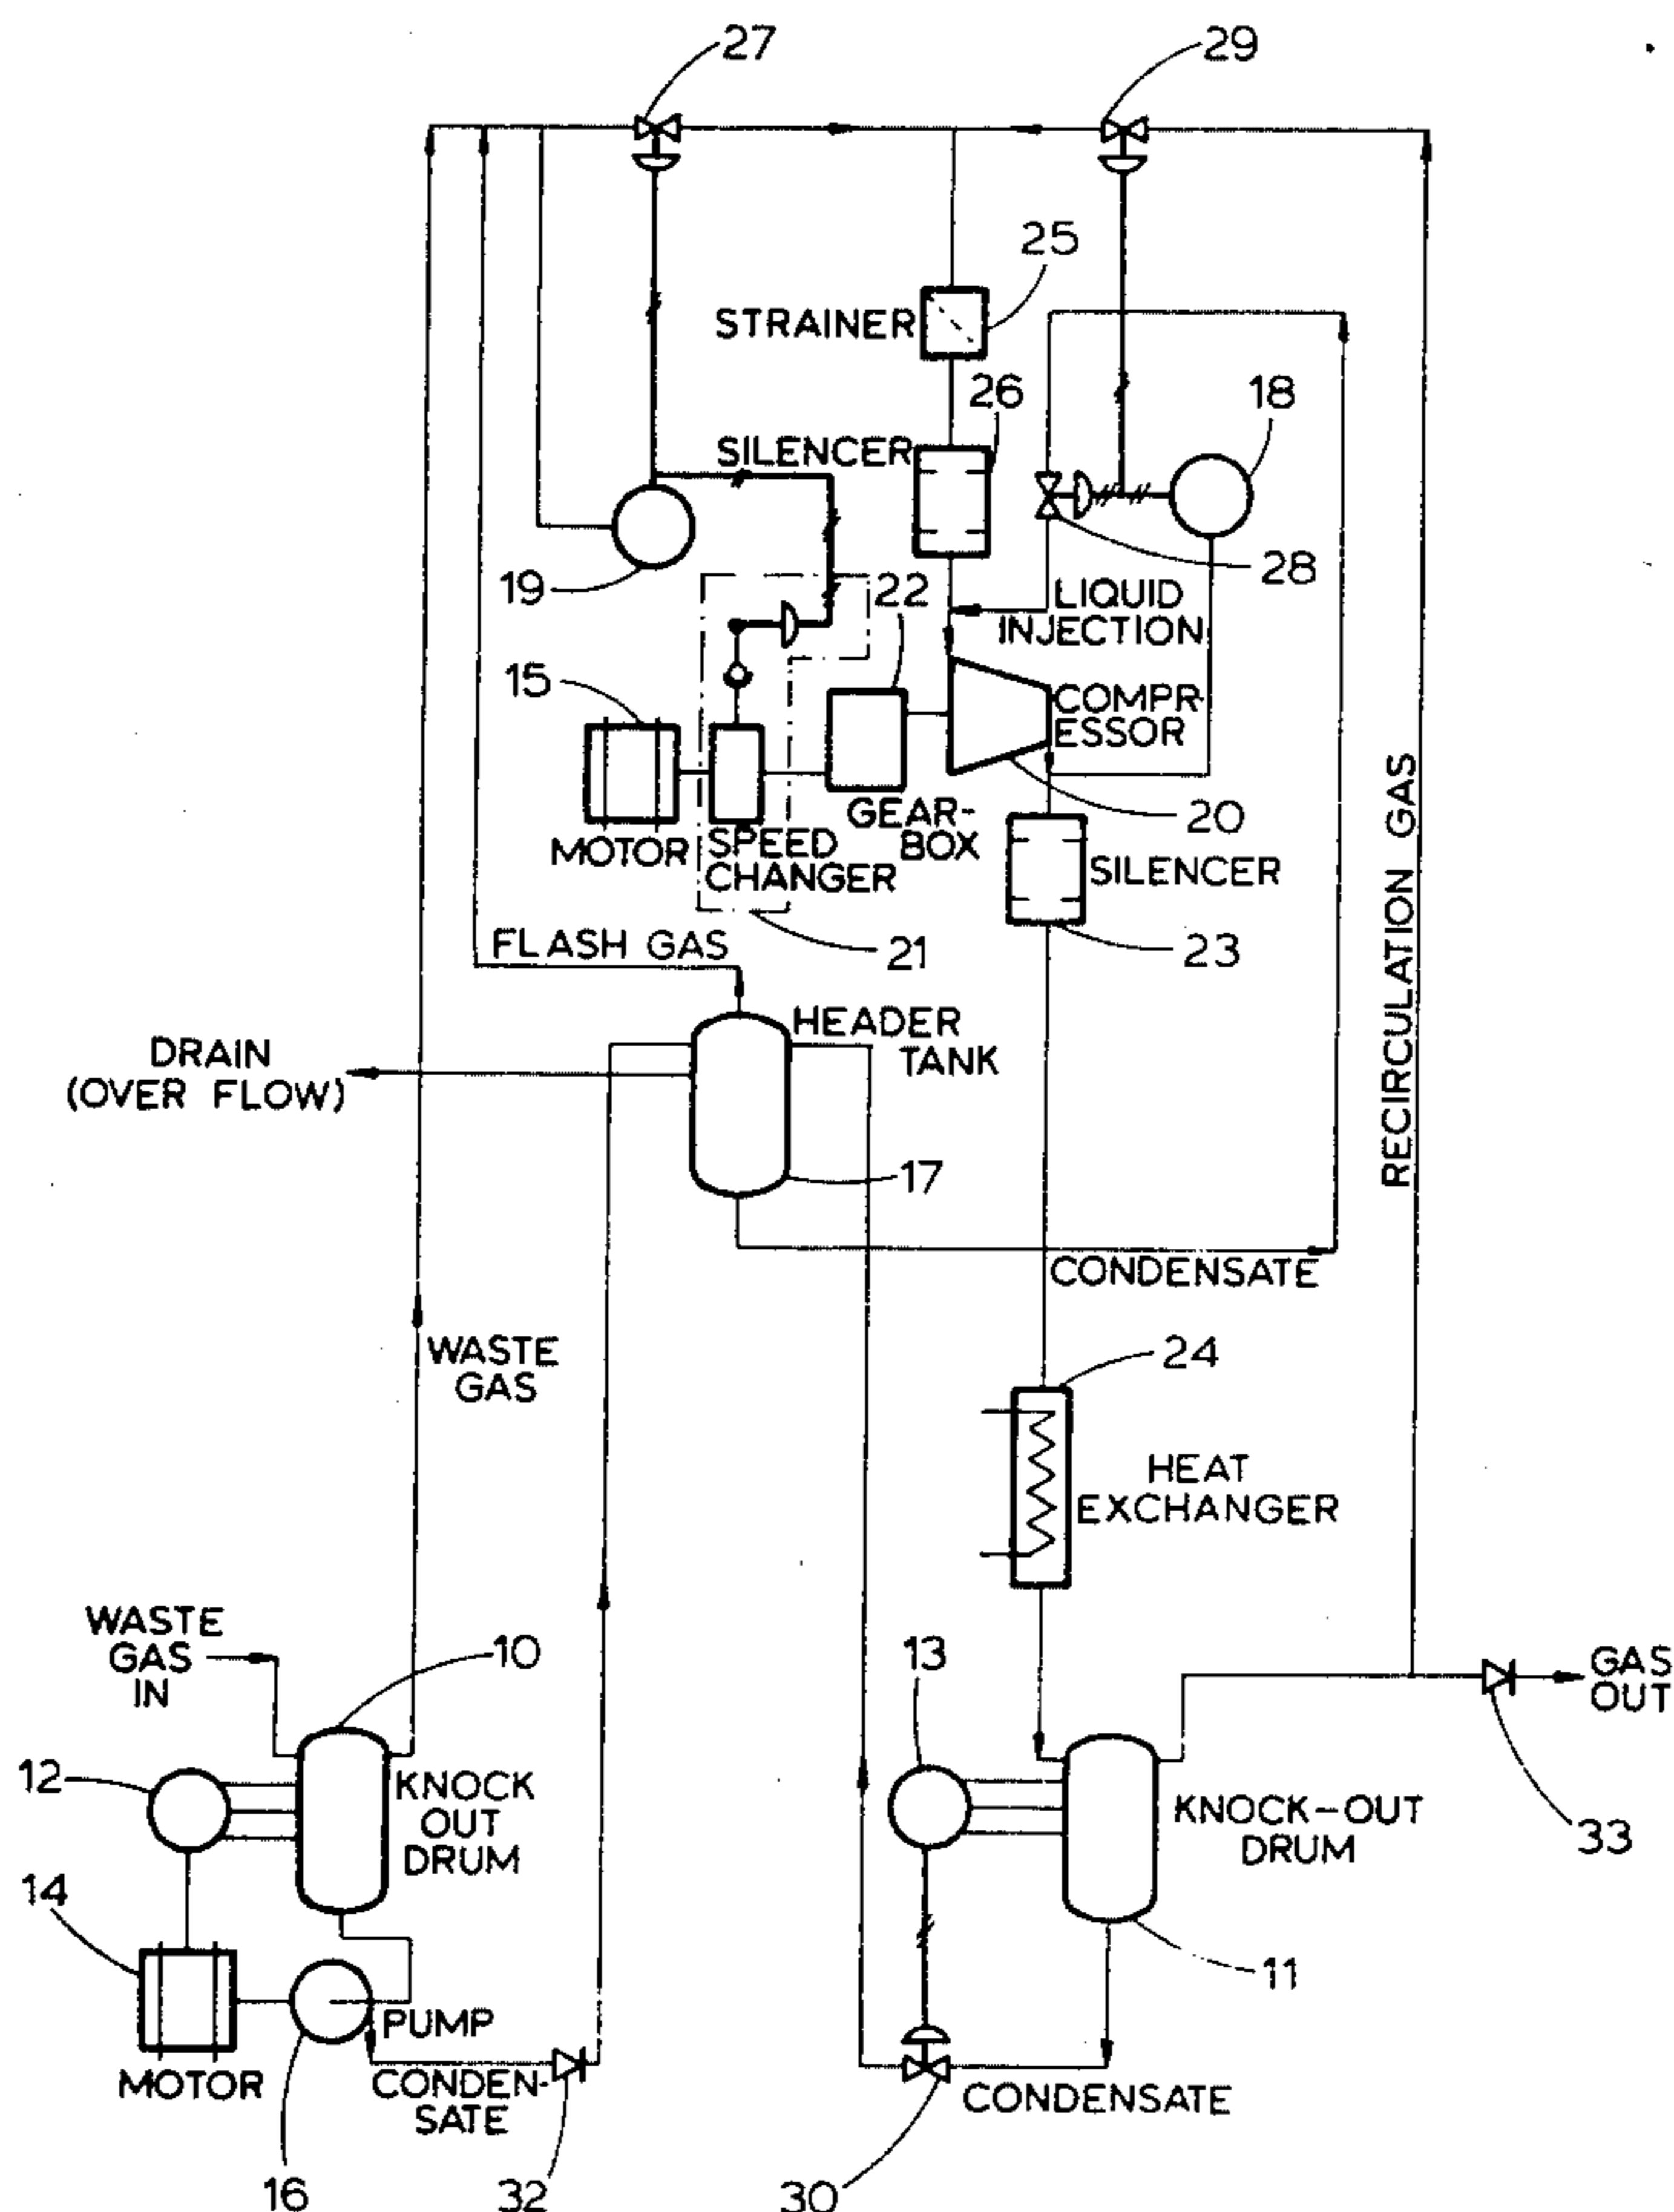 27
29
25
STRAINER
26
18
SILENCER
19
22
28
LIQUID
INJECTION
15
COMPR-
ESSOR
MOTOR
SPEED
CHANGER
GEAR-
BOX
20
SILENCER
21
23
FLASH GAS
RECIRCULATION GAS
HEADER
TANK
DRAIN
(OVER FLOW)
17
CONDENSATE
WASTE
GAS
24
HEAT
EXCHANGER
WASTE
GAS
IN
10
13
GAS
OUT
12
KNOCK
OUT
DRUM
KNOCK-OUT
DRUM
33
14
11
PUMP
MOTOR
CONDEN-
SATE
CONDENSATE
16
32
30